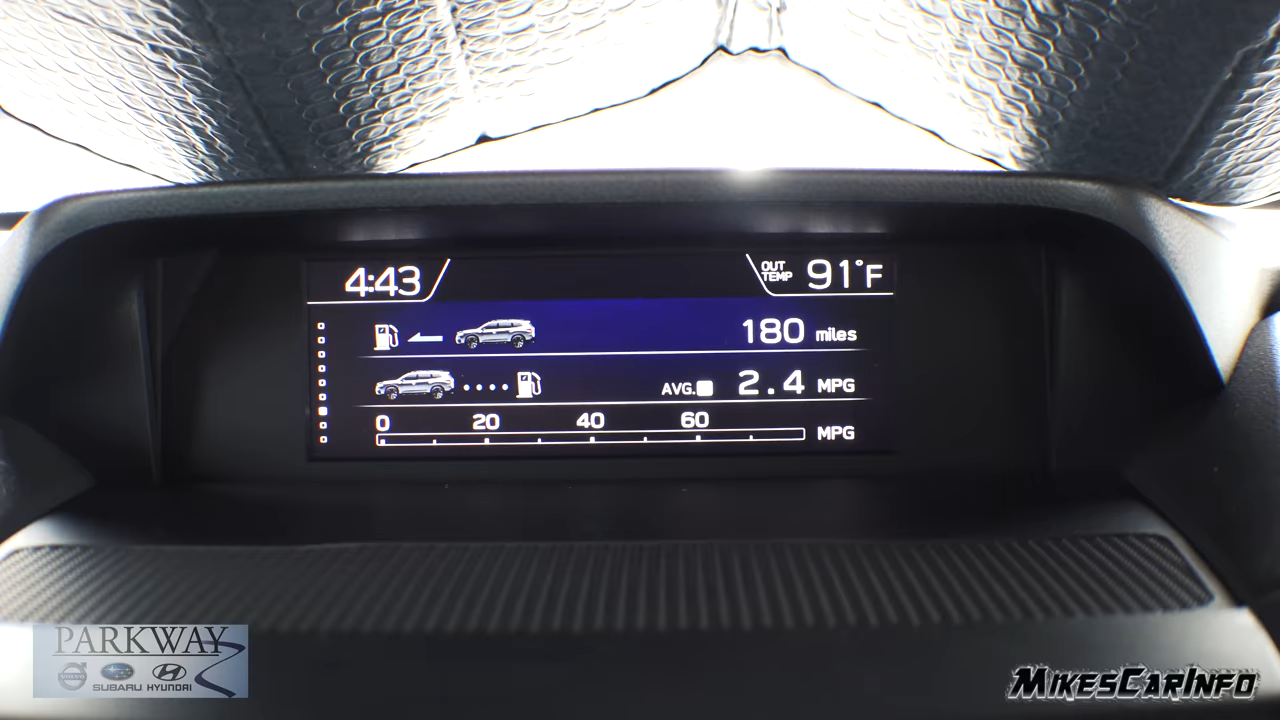 4:43
OUT TEMP 91°F
180 miles
AVG. 2.4 MPG
0 20 40 60
MPG
PARKWAY
VOLVO SUBARU HYUNDAI
MIKESCARINFO